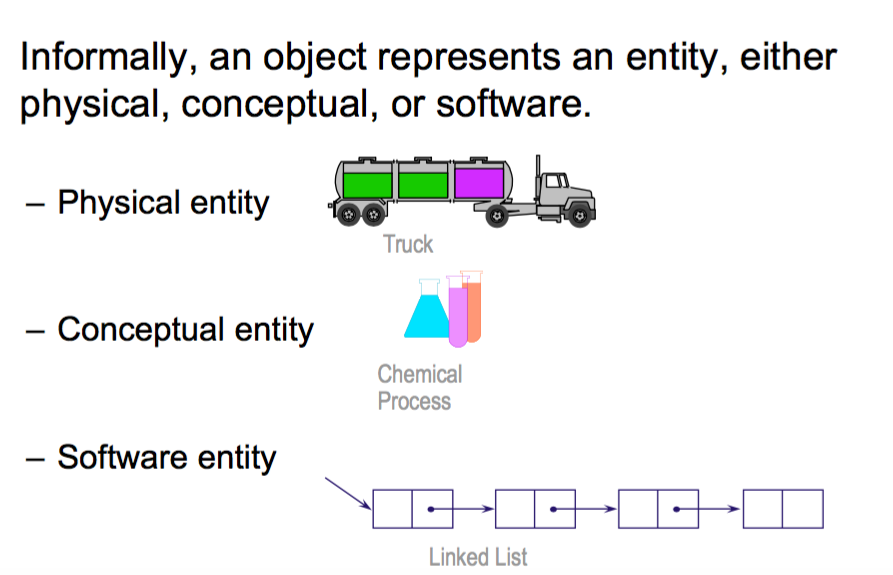 Informally, an object represents an entity, either
physical, conceptual, or software.
– Physical entity
Truck
– Conceptual entity
Chemical
Process
– Software entity
Linked List